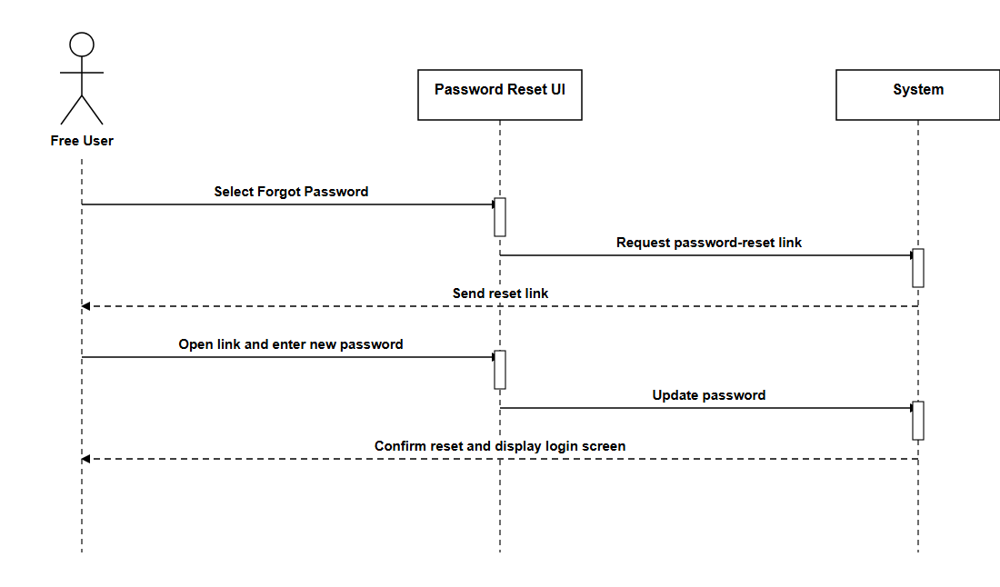 Password Reset UI
System
Free User
Select Forgot Password
Request password-reset link
Send reset link
Open link and enter new password
Update password
Confirm reset and display login screen